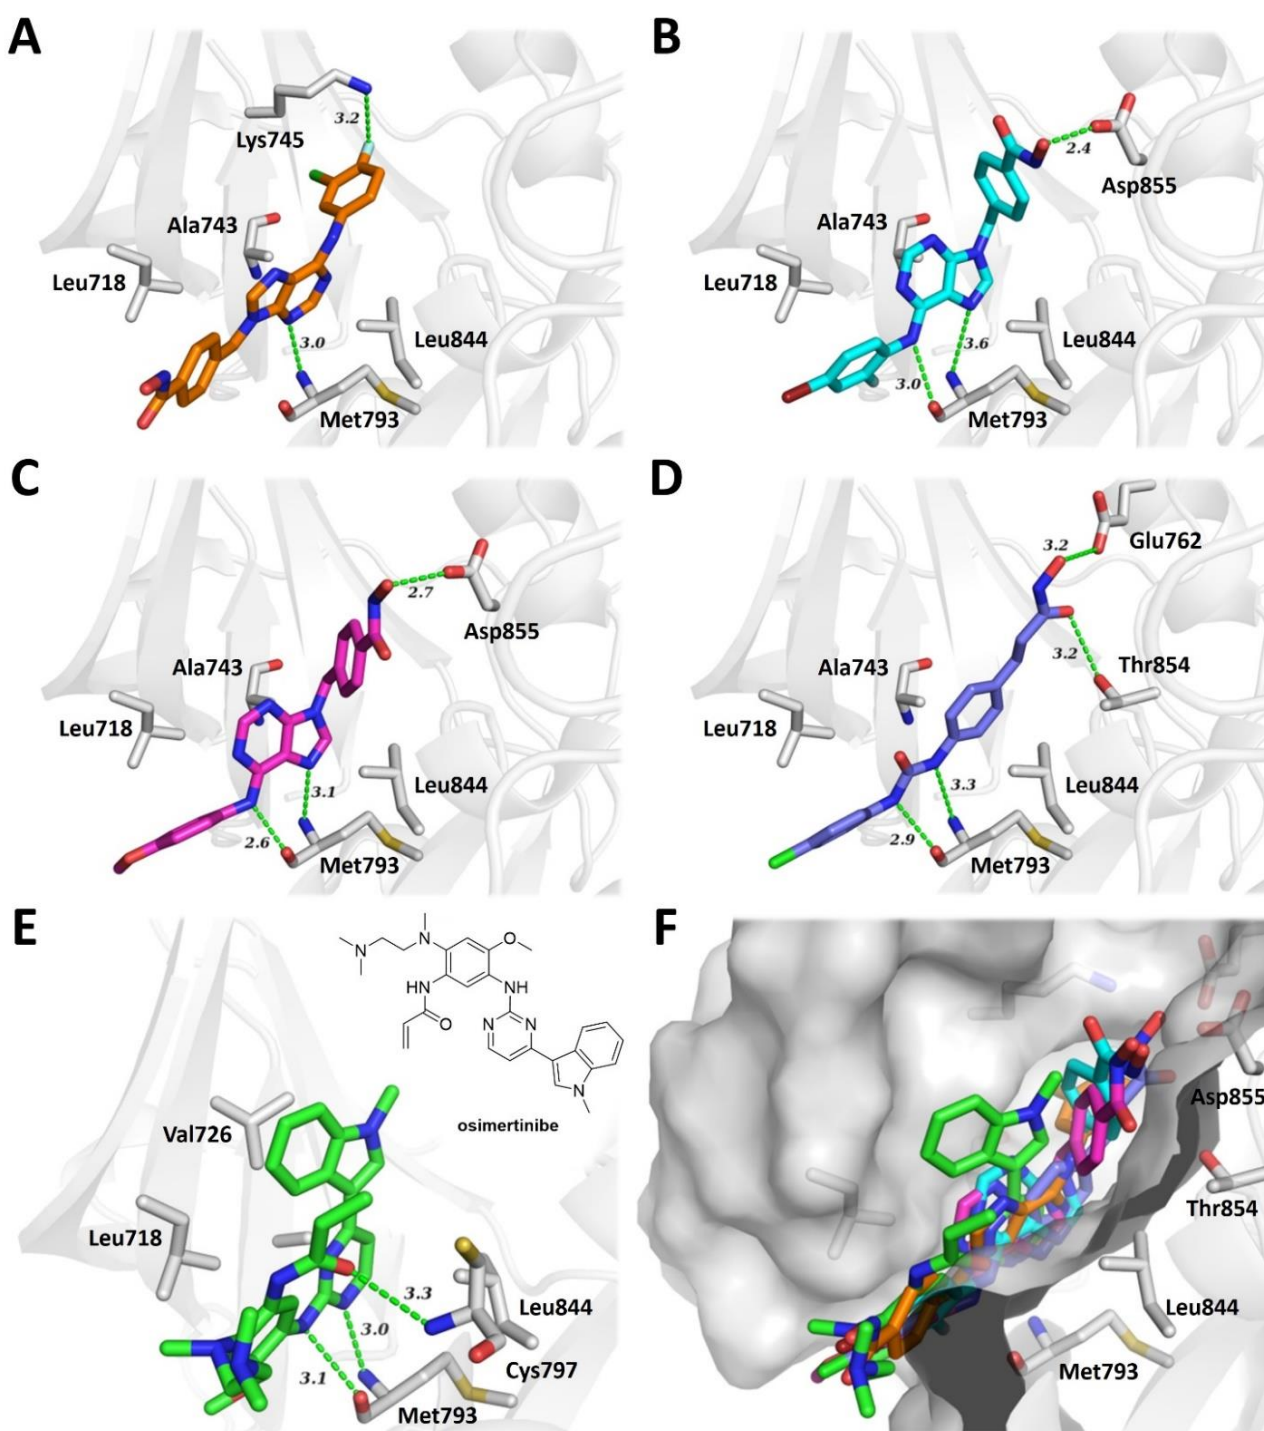 A
B
3.2
Lys745
2.4
Asp855
Ala743
Ala743
Leu718
Leu718
Leu844
Leu844
3.0
3.6
3.0
Met793
Met793
C
D
3.2
Glu762
2.7
Asp855
3.2
Thr854
Ala743
Ala743
Leu718
Leu718
Leu844
Leu844
3.1
3.3
2.6
2.9
Met793
Met793
E
F
N
N
O
HN
NH
O
N
N
N
osimertinibe
Val726
Asp855
Leu718
Thr854
3.3
Leu844
Leu844
3.0
Cys797
3.1
Met793
Met793